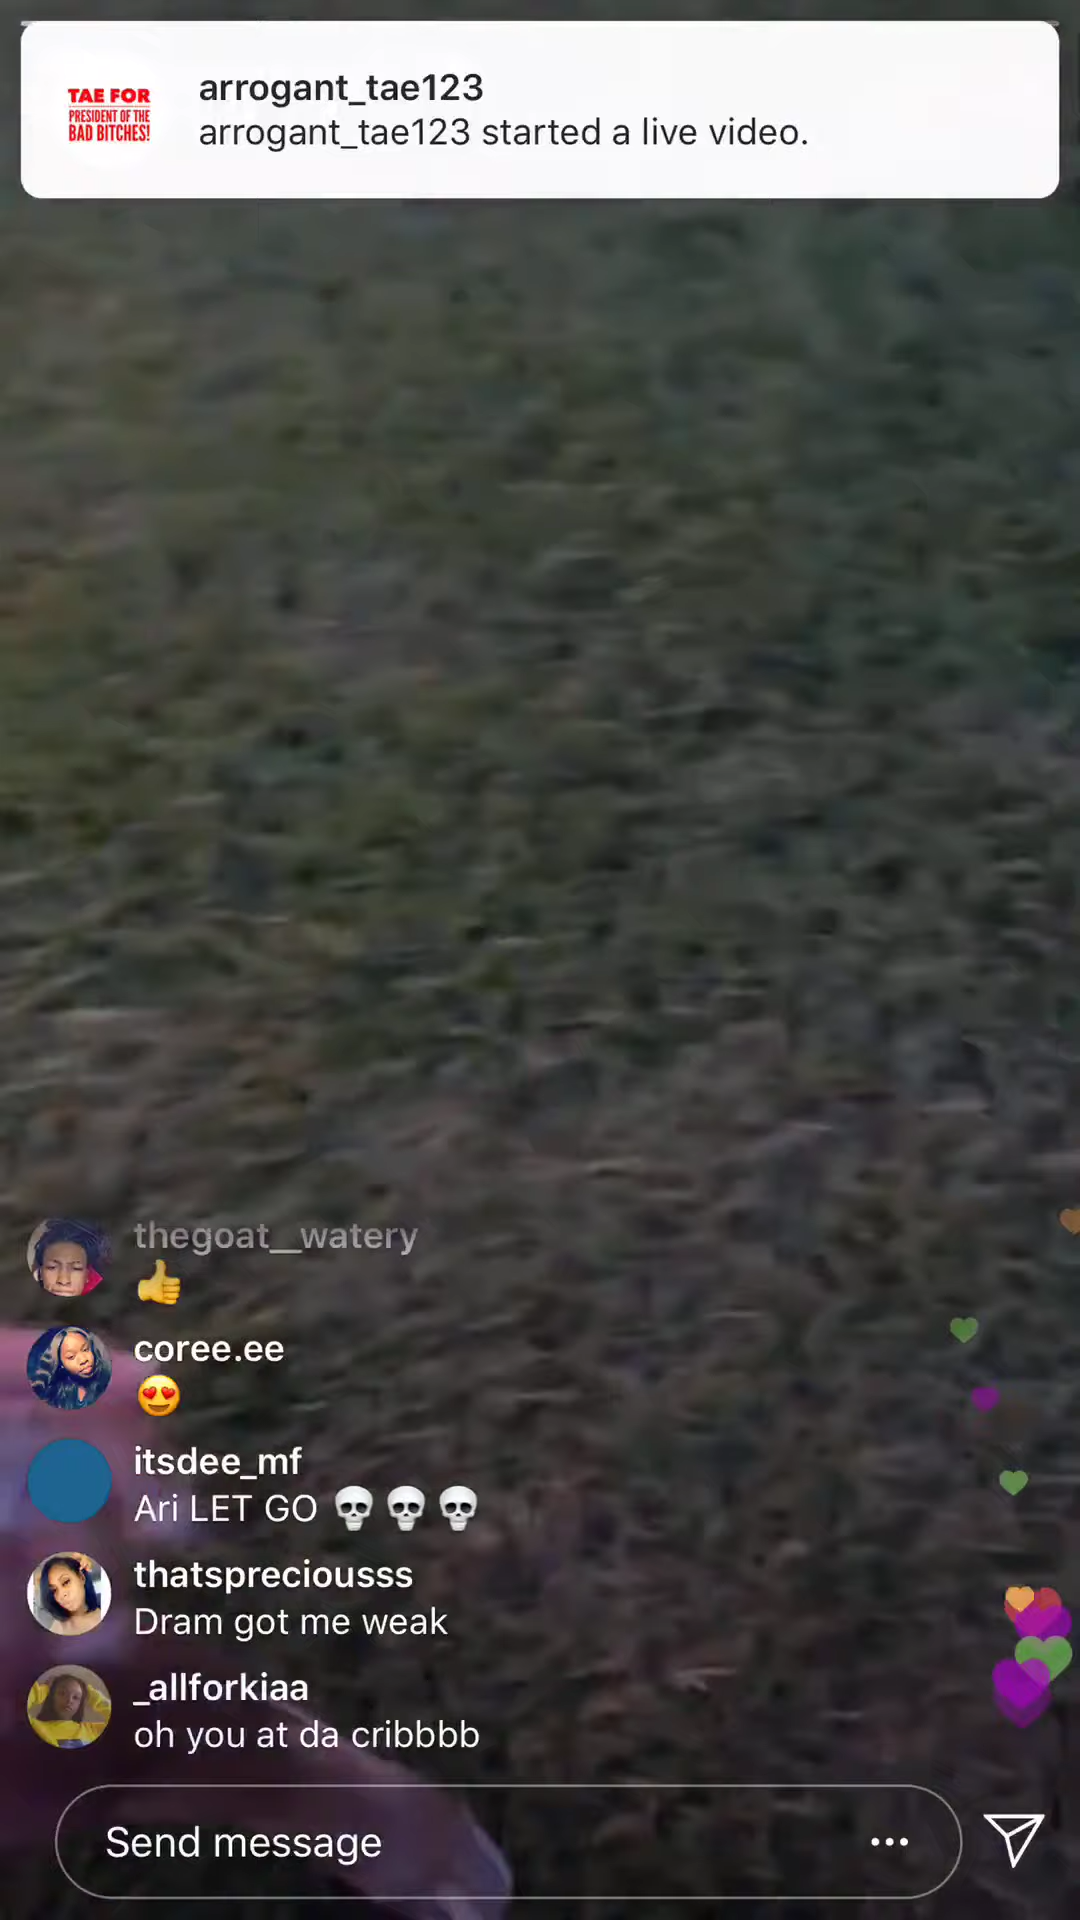 TAE FOR
PRESIDENT OF THE
BAD BITCHES!
arrogant_tae123
arrogant_tae123 started a live video.
thegoat__watery
👍
coree.ee
😍
itsdee_mf
Ari LET GO 💀💀💀
thatspreciousss
Dram got me weak
_allforkiaa
oh you at da cribbbb
Send message